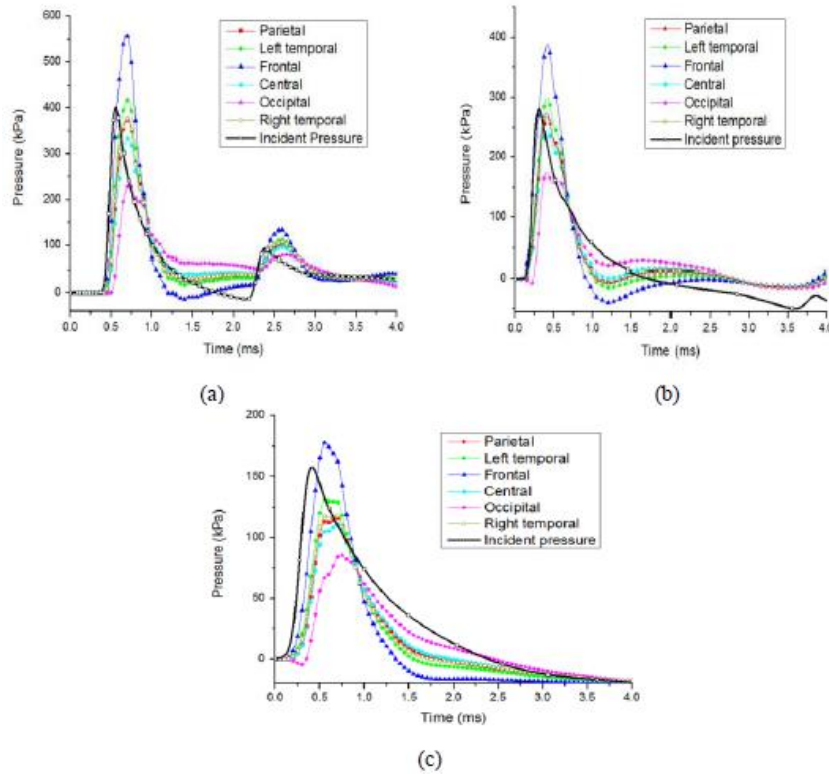 600
500
400
300
200
100
0
Pressure (kPa)
0.0 0.5 1.0 1.5 2.0 2.5 3.0 3.5 4.0
Time (ms)
Parietal
Left temporal
Frontal
Central
Occipital
Right temporal
Incident Pressure
(a)
400
300
200
100
0
Pressure (kPa)
0.0 0.5 1.0 1.5 2.0 2.5 3.0 3.5 4.0
Time (ms)
Parietal
Left temporal
Frontal
Central
Occipital
Right temporal
Incident pressure
(b)
200
150
100
50
0
Pressure (kPa)
0.0 0.5 1.0 1.5 2.0 2.5 3.0 3.5 4.0
Time (ms)
Parietal
Left temporal
Frontal
Central
Occipital
Right temporal
Incident pressure
(c)